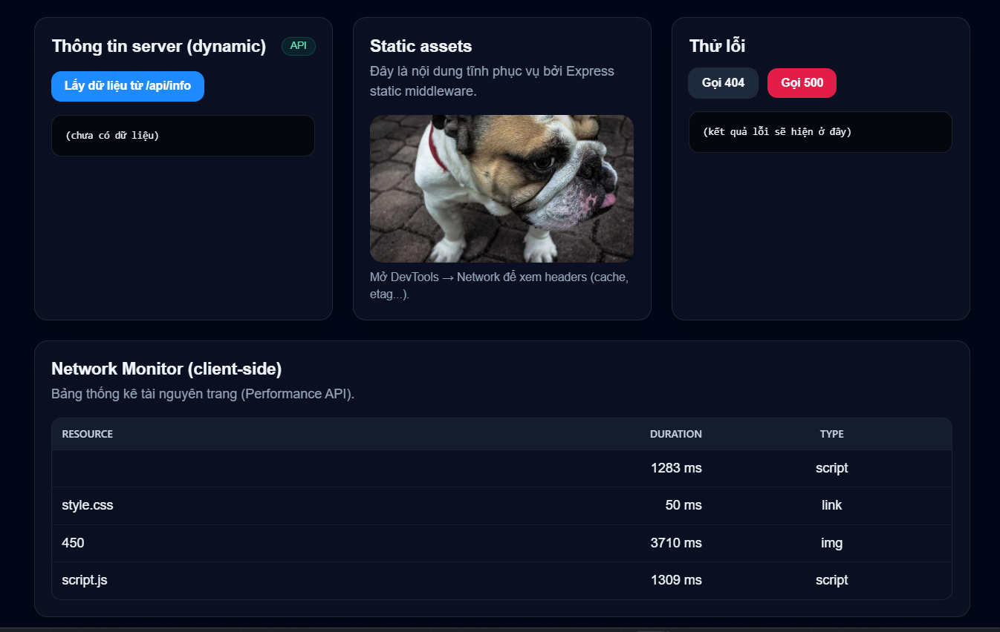 Thông tin server (dynamic)
API
Lấy dữ liệu từ /api/info
(chưa có dữ liệu)
Static assets
Đây là nội dung tĩnh phục vụ bởi Express
static middleware.
Mở DevTools → Network để xem headers (cache,
etag...).
Thử lỗi
Gọi 404
Gọi 500
(kết quả lỗi sẽ hiện ở đây)
Network Monitor (client-side)
Bảng thống kê tài nguyên trang (Performance API).
RESOURCE DURATION TYPE
1283 ms script
style.css 50 ms link
450 3710 ms img
script.js 1309 ms script